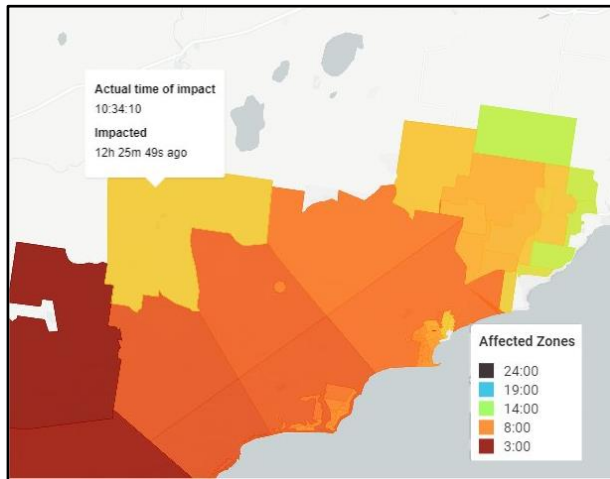 Actual time of impact
10:34:10
Impacted
12h 25m 49s ago
Affected Zones
24:00
19:00
14:00
8:00
3:00